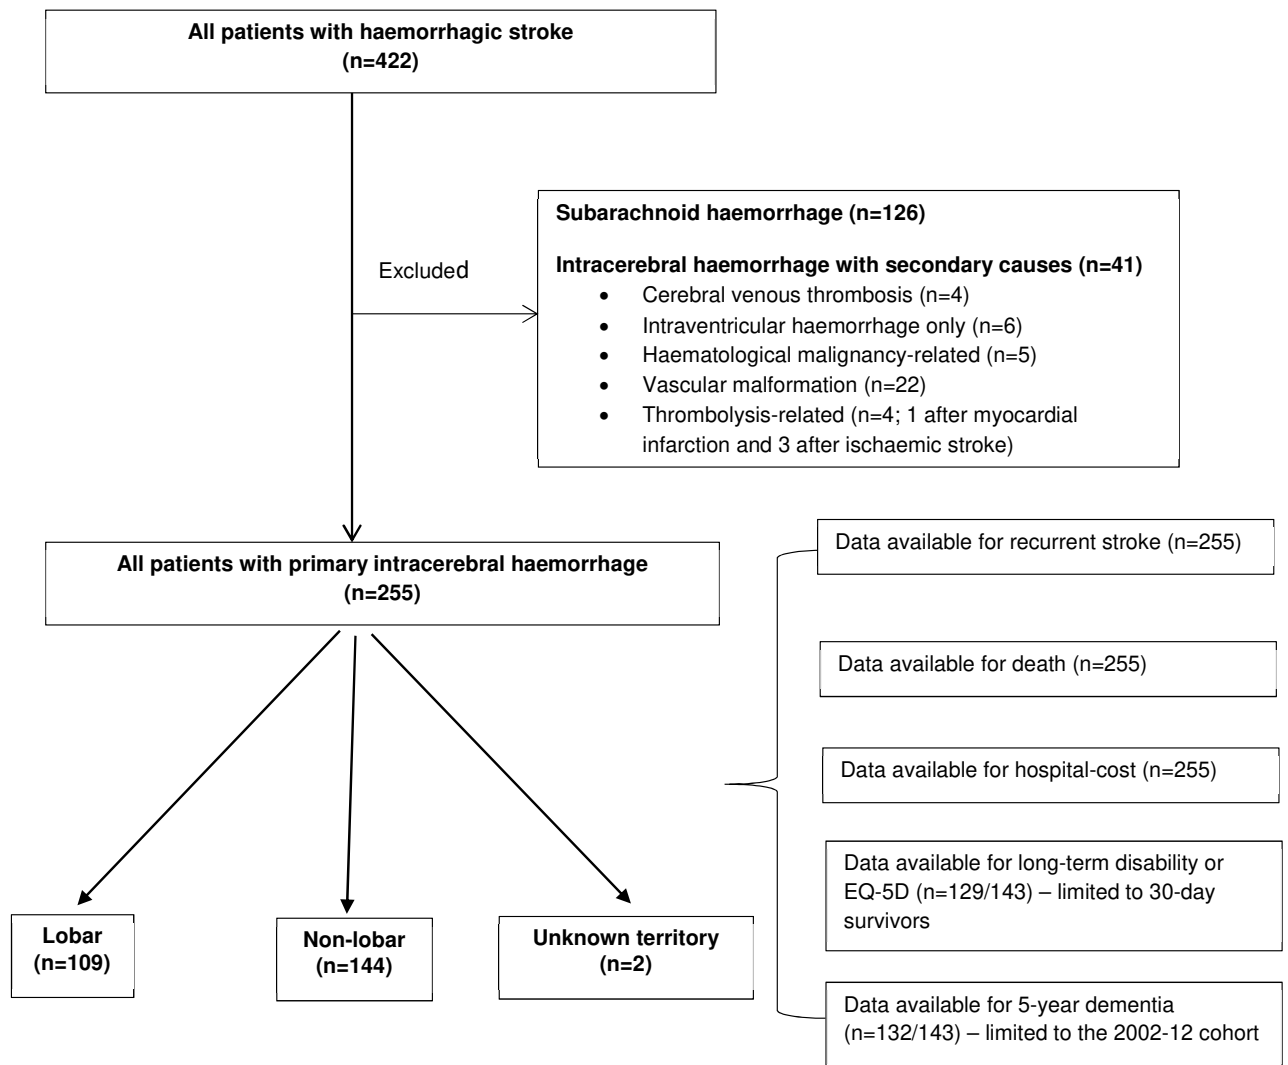 All patients with haemorrhagic stroke
(n=422)
Excluded
Subarachnoid haemorrhage (n=126)
Intracerebral haemorrhage with secondary causes (n=41)
• Cerebral venous thrombosis (n=4)
• Intraventricular haemorrhage only (n=6)
• Haematological malignancy-related (n=5)
• Vascular malformation (n=22)
• Thrombolysis-related (n=4; 1 after myocardial
infarction and 3 after ischaemic stroke)
All patients with primary intracerebral haemorrhage
(n=255)
Lobar
(n=109)
Non-lobar
(n=144)
Unknown territory
(n=2)
Data available for recurrent stroke (n=255)
Data available for death (n=255)
Data available for hospital-cost (n=255)
Data available for long-term disability or
EQ-5D (n=129/143) – limited to 30-day
survivors
Data available for 5-year dementia
(n=132/143) – limited to the 2002-12 cohort